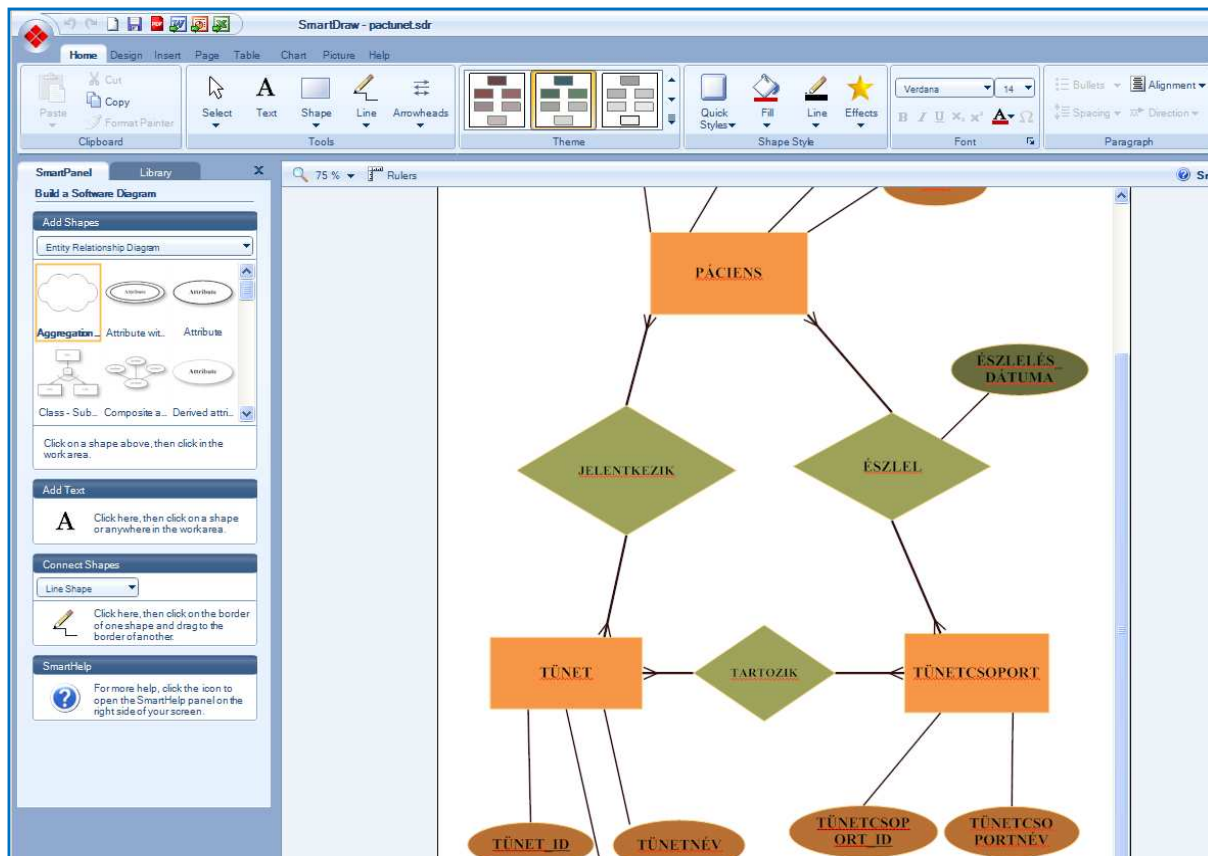 SmartDraw - pactunet.sdr
Home Design Insert Page Table Chart Picture Help
Paste
Cut
Copy
Format Painter
Clipboard
Select
Text
Shape
Line
Arrowheads
Tools
Theme
Quick
Styles
Fill
Line
Effects
Shape Style
Verdana
14
B I U
Font
Bullets
Alignment
Spacing
Direction
Paragraph
SmartPanel
Library
X
75 %
Rulers
Build a Software Diagram
Add Shapes
Entity Relationship Diagram
Attribute
Attribute
Aggregation...
Attribute wit...
Attribute
Attribute
Class - Sub...
Composite a...
Derived attri...
Click on a shape above, then click in the
work area.
Add Text
A
Click here, then click on a shape
or anywhere in the work area.
Connect Shapes
Line Shape
Click here, then click on the border
of one shape and drag to the
border of another.
SmartHelp
For more help, click the icon to
open the SmartHelp panel on the
right side of your screen.
PÁCIENS
ÉSZLELÉS_
DÁTUMA
JELENTKEZIK
ÉSZLEL
TÜNET
TARTOZIK
TÜNETCSOPORT
TÜNET_ID
TÜNETNÉV
TÜNETCSOP
ORT_ID
TÜNETCSO
PORTNÉV